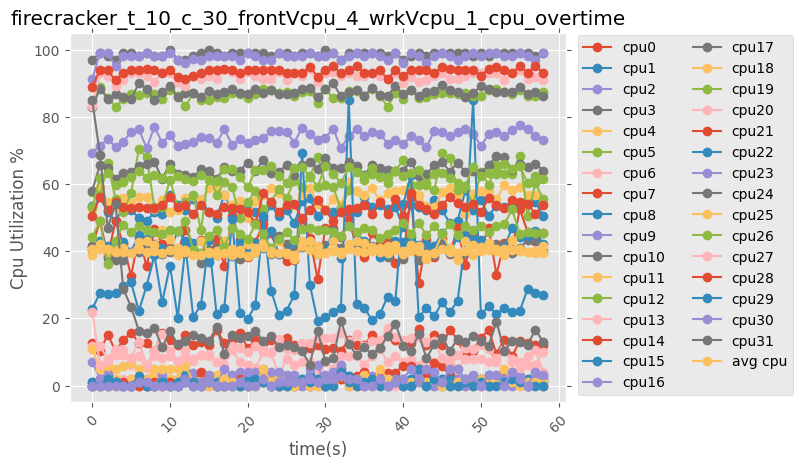 firecracker_t_10_c_30_frontVcpu_4_wrkVcpu_1_cpu_overtime
Cpu Utilization %
100
80
60
40
20
0
0
10
20
30
40
50
60
time(s)
cpu0
cpu1
cpu2
cpu3
cpu4
cpu5
cpu6
cpu7
cpu8
cpu9
cpu10
cpu11
cpu12
cpu13
cpu14
cpu15
cpu16
cpu17
cpu18
cpu19
cpu20
cpu21
cpu22
cpu23
cpu24
cpu25
cpu26
cpu27
cpu28
cpu29
cpu30
cpu31
avg cpu